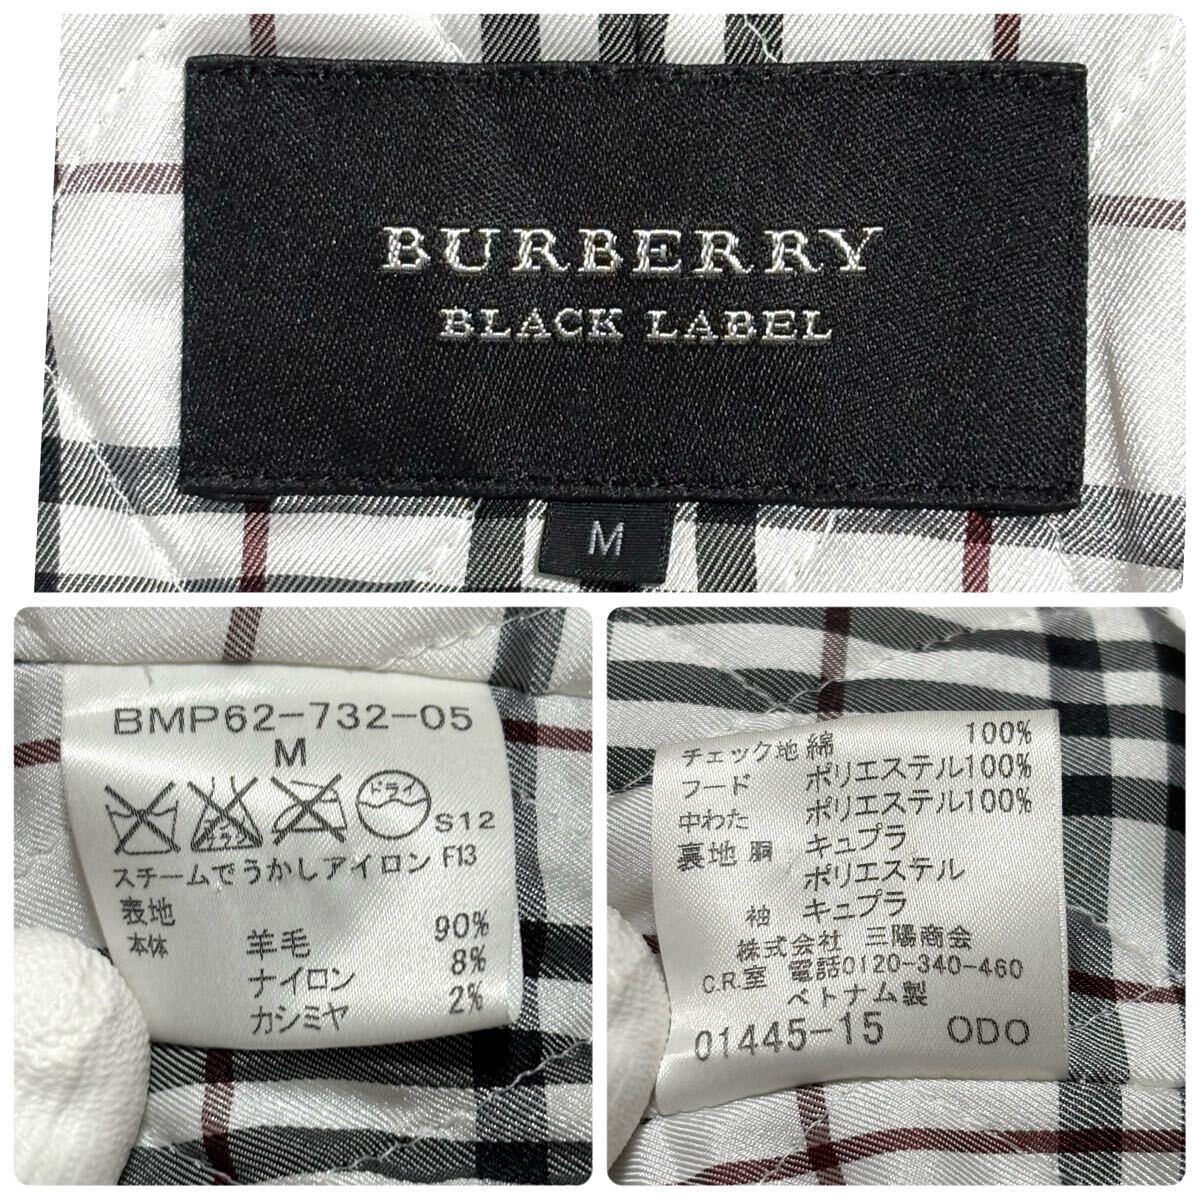 BURBERRY
BLACK LABEL
M
BMP62-732-05
M
ドライ
S12
スチームでうかしアイロン F13
表地
本体 羊毛 90%
ナイロン 8%
カシミヤ 2%
チェック地 綿 100%
フード ポリエステル100%
中わた ポリエステル100%
裏地 胴 キュプラ
ポリエステル
袖 キュプラ
株式会社 三陽商会
C.R.室 電話0120-340-460
ベトナム製
01445-15 ODO